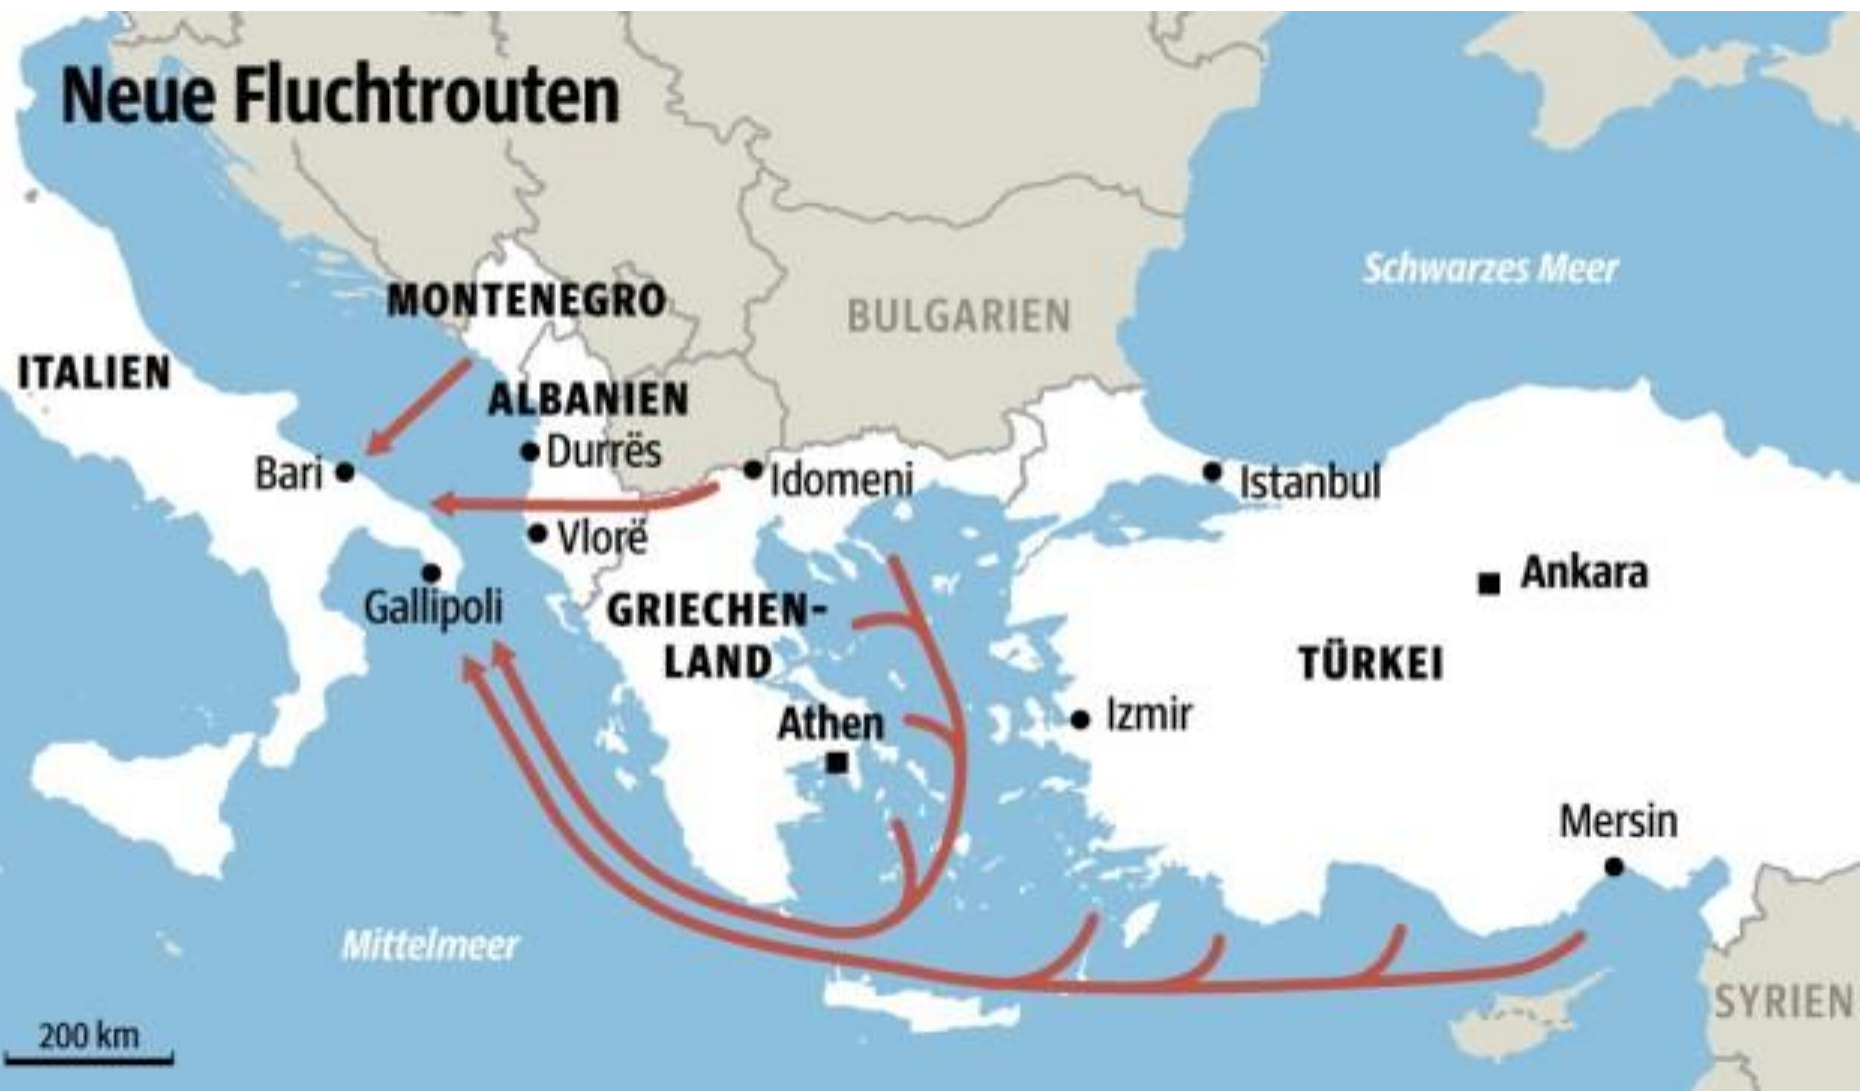 Neue Fluchtrouten
Schwarzes Meer
MONTENEGRO
BULGARIEN
ITALIEN
ALBANIEN
Durrës
Bari
Idomeni
Istanbul
Vlorë
Ankara
Gallipoli
GRIECHEN-
LAND
TÜRKEI
Athen
Izmir
Mersin
Mittelmeer
SYRIEN
200 km